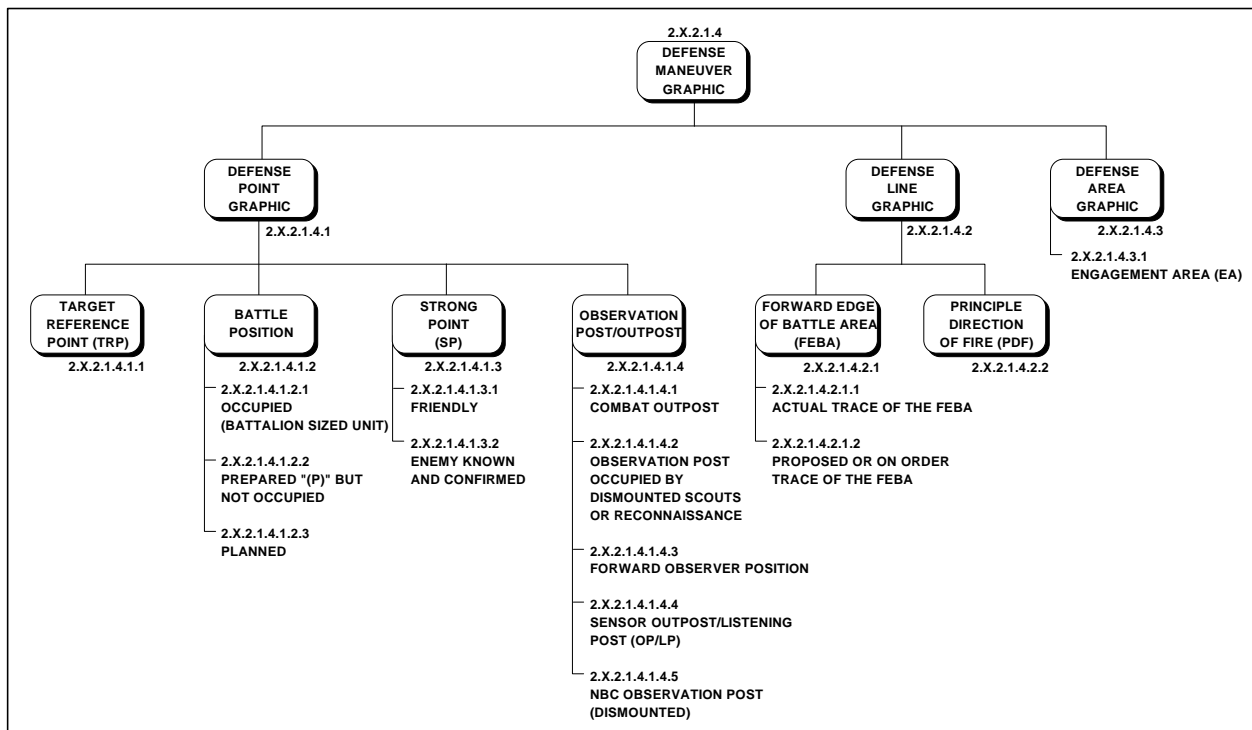 2.X.2.1.4
DEFENSE
MANEUVER
GRAPHIC
DEFENSE
POINT
GRAPHIC
2.X.2.1.4.1
DEFENSE
LINE
GRAPHIC
2.X.2.1.4.2
DEFENSE
AREA
GRAPHIC
2.X.2.1.4.3
2.X.2.1.4.3.1
ENGAGEMENT AREA (EA)
TARGET
REFERENCE
POINT (TRP)
2.X.2.1.4.1.1
BATTLE
POSITION
2.X.2.1.4.1.2
2.X.2.1.4.1.2.1
OCCUPIED
(BATTALION SIZED UNIT)
2.X.2.1.4.1.2.2
PREPARED "(P)" BUT
NOT OCCUPIED
2.X.2.1.4.1.2.3
PLANNED
STRONG
POINT
(SP)
2.X.2.1.4.1.3
2.X.2.1.4.1.3.1
FRIENDLY
2.X.2.1.4.1.3.2
ENEMY KNOWN
AND CONFIRMED
OBSERVATION
POST/OUTPOST
2.X.2.1.4.1.4
2.X.2.1.4.1.4.1
COMBAT OUTPOST
2.X.2.1.4.1.4.2
OBSERVATION POST
OCCUPIED BY
DISMOUNTED SCOUTS
OR RECONNAISSANCE
2.X.2.1.4.1.4.3
FORWARD OBSERVER POSITION
2.X.2.1.4.1.4.4
SENSOR OUTPOST/LISTENING
POST (OP/LP)
2.X.2.1.4.1.4.5
NBC OBSERVATION POST
(DISMOUNTED)
FORWARD EDGE
OF BATTLE AREA
(FEBA)
2.X.2.1.4.2.1
2.X.2.1.4.2.1.1
ACTUAL TRACE OF THE FEBA
2.X.2.1.4.2.1.2
PROPOSED OR ON ORDER
TRACE OF THE FEBA
PRINCIPLE
DIRECTION
OF FIRE (PDF)
2.X.2.1.4.2.2